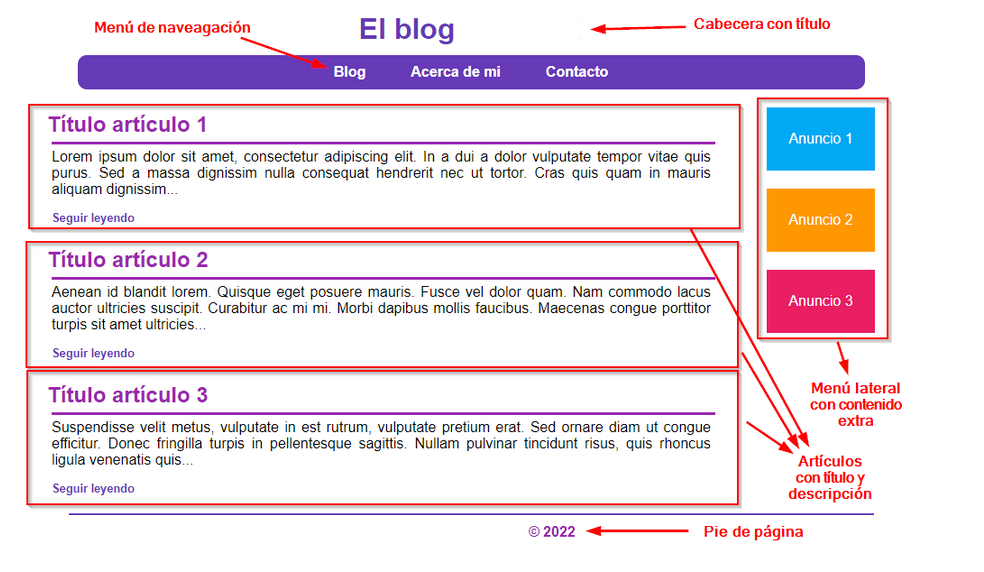 Menú de naveagación
El blog
Cabecera con título
Blog Acerca de mi Contacto
Título artículo 1
Lorem ipsum dolor sit amet, consectetur adipiscing elit. In a dui a dolor vulputate tempor vitae quis
purus. Sed a massa dignissim nulla consequat hendrerit nec ut tortor. Cras quis quam in mauris
aliquam dignissim...
Seguir leyendo
Título artículo 2
Aenean id blandit lorem. Quisque eget posuere mauris. Fusce vel dolor quam. Nam commodo lacus
auctor ultricies suscipit. Curabitur ac mi mi. Morbi dapibus mollis faucibus. Maecenas congue porttitor
turpis sit amet ultricies...
Seguir leyendo
Título artículo 3
Suspendisse velit metus, vulputate in est rutrum, vulputate pretium erat. Sed ornare diam ut congue
efficitur. Donec fringilla turpis in pellentesque sagittis. Nullam pulvinar tincidunt risus, quis rhoncus
ligula venenatis quis...
Seguir leyendo
Anuncio 1
Anuncio 2
Anuncio 3
Menú lateral
con contenido
extra
Artículos
con título y
descripción
© 2022
Pie de página